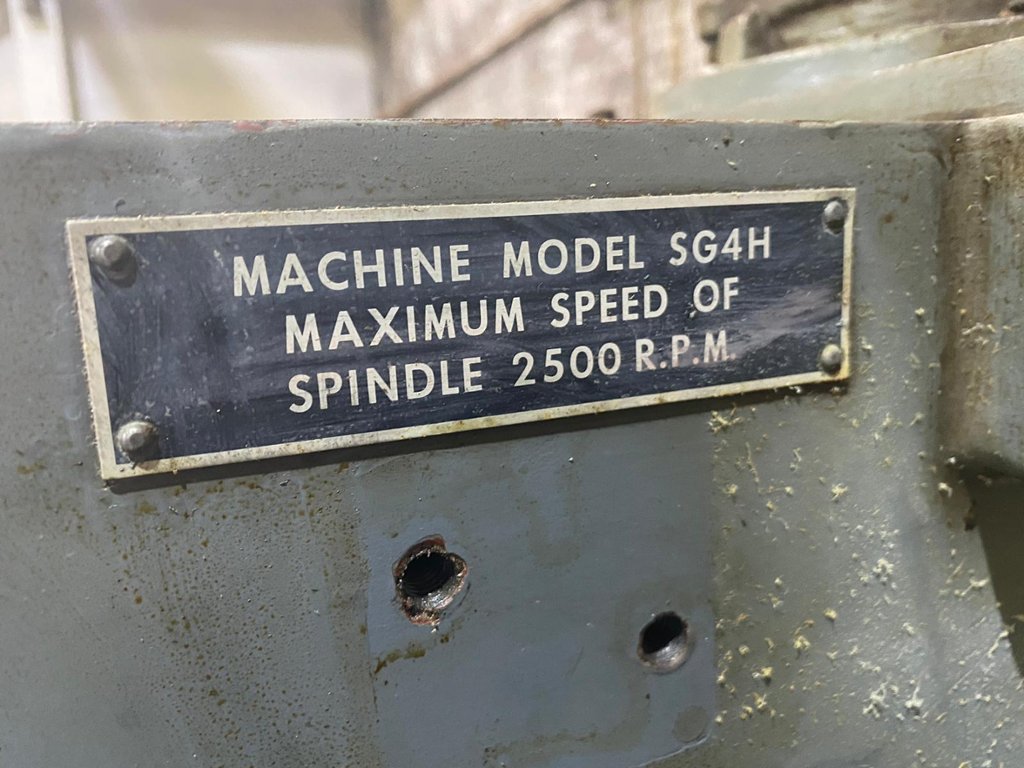 MACHINE MODEL SG4H
MAXIMUM SPEED OF
SPINDLE 2500 R.P.M.